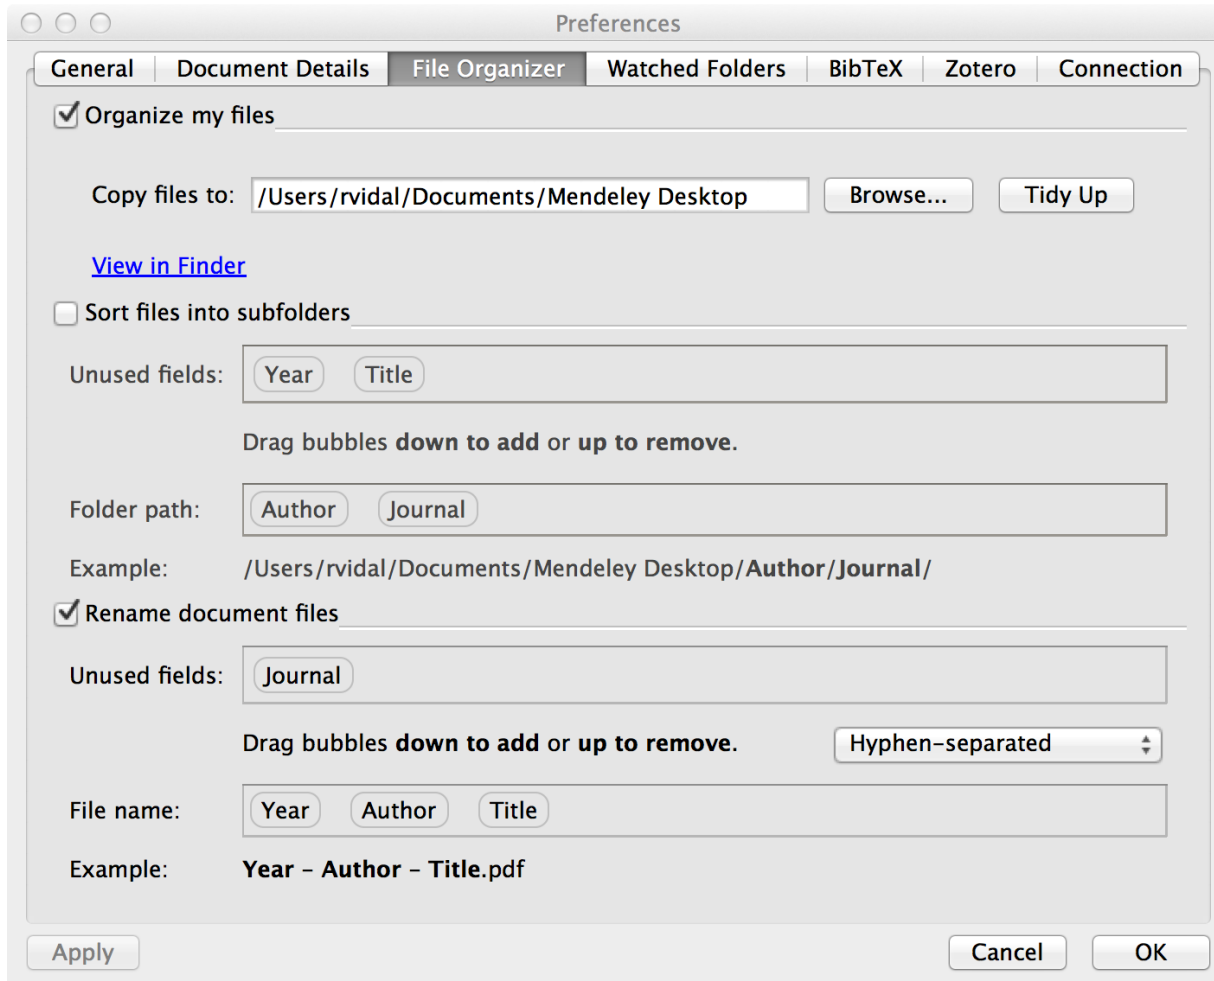 Preferences
General Document Details File Organizer Watched Folders BibTeX Zotero Connection
Organize my files
Copy files to: /Users/rvidal/Documents/Mendeley Desktop Browse... Tidy Up
View in Finder
Sort files into subfolders
Unused fields: Year Title
Drag bubbles down to add or up to remove.
Folder path: Author Journal
Example: /Users/rvidal/Documents/Mendeley Desktop/Author/Journal/
Rename document files
Unused fields: Journal
Drag bubbles down to add or up to remove. Hyphen-separated
File name: Year Author Title
Example: Year - Author - Title.pdf
Apply Cancel OK